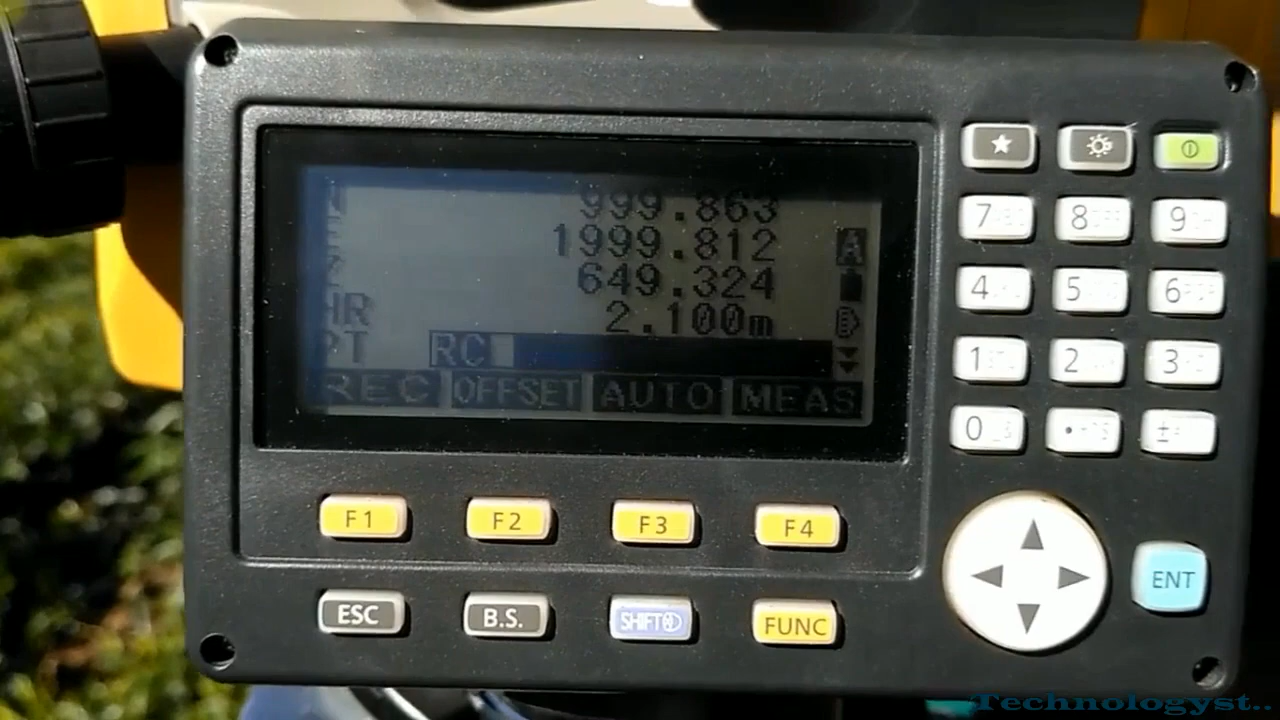 999.863
1999.812
A
649.324
HR 2.100m
PT RC
REC OFFSET AUTO MEAS
7 8 9
4 5 6
1 2 3
0 • ±
F1 F2 F3 F4
ESC B.S. SHIFT FUNC
ENT
Technologyst..